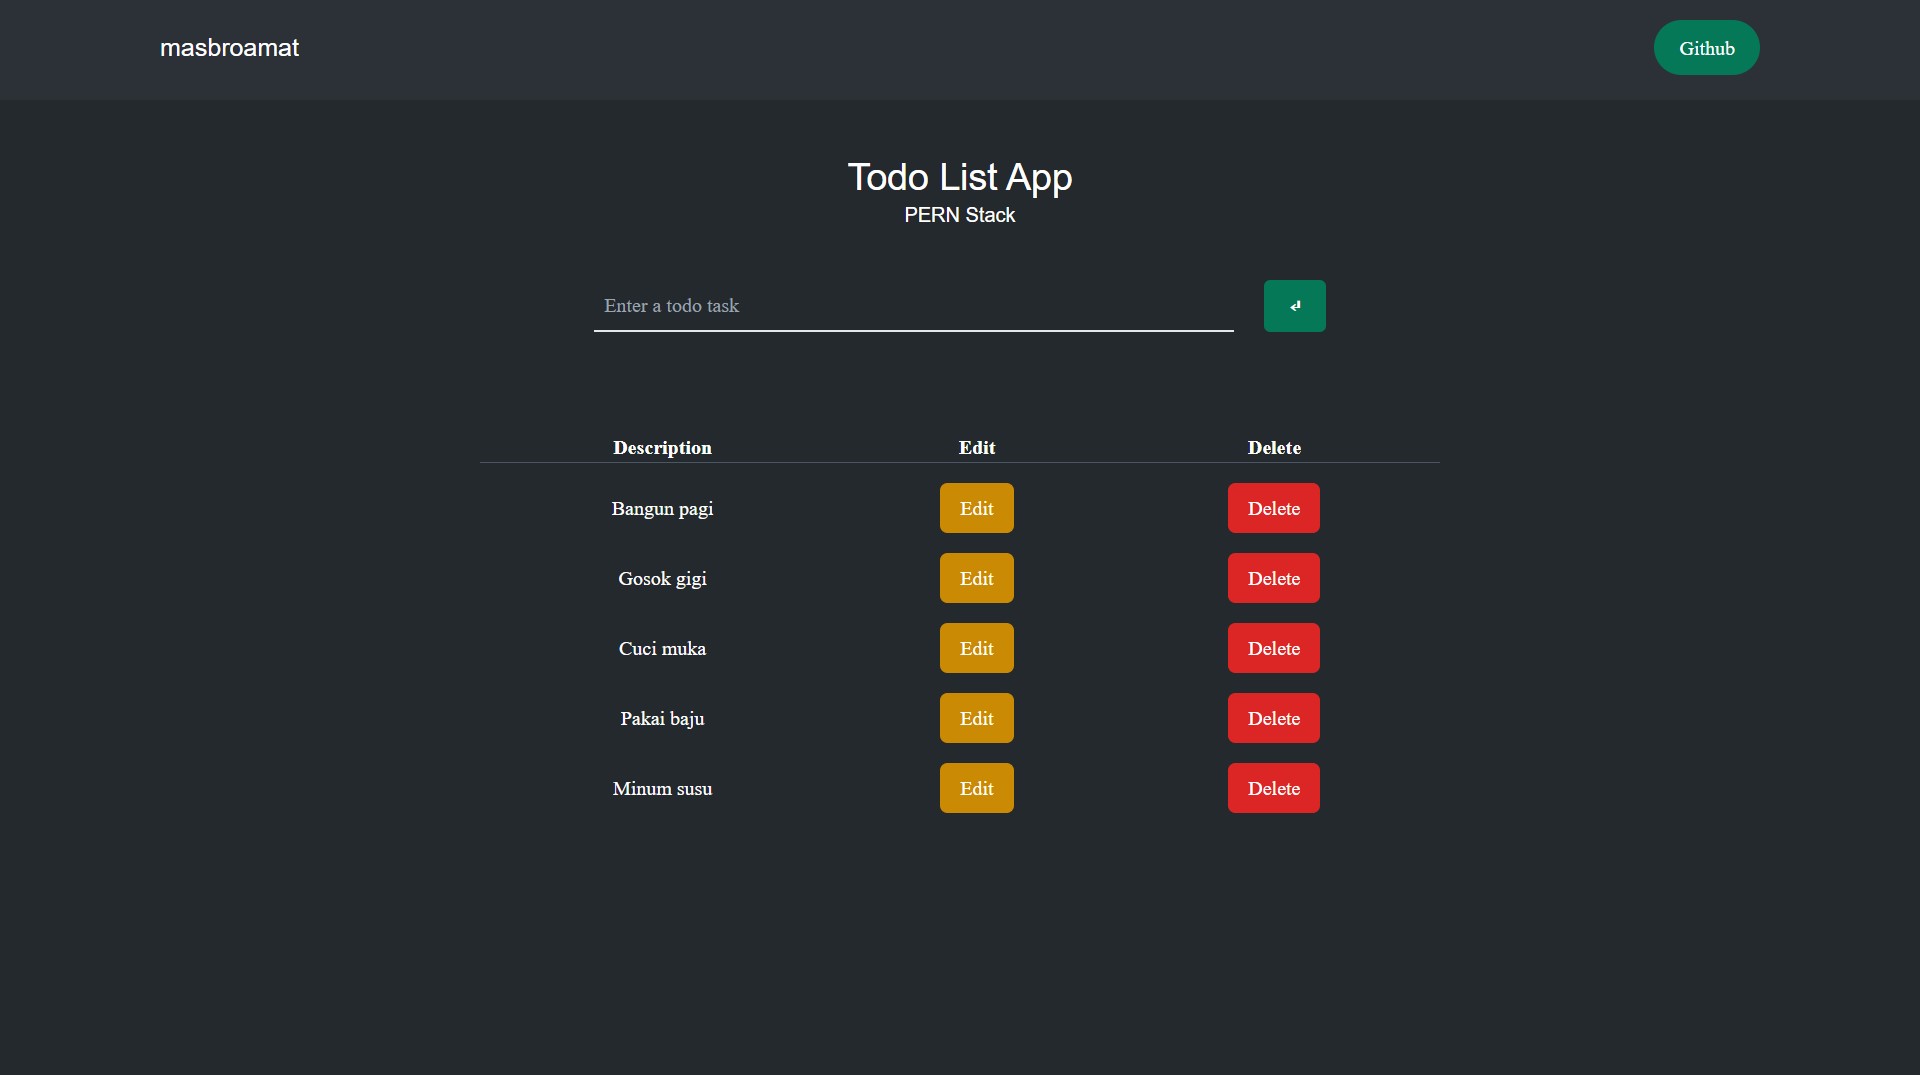 masbroamat
Github
Todo List App
PERN Stack
Enter a todo task
Description Edit Delete
Bangun pagi Edit Delete
Gosok gigi Edit Delete
Cuci muka Edit Delete
Pakai baju Edit Delete
Minum susu Edit Delete